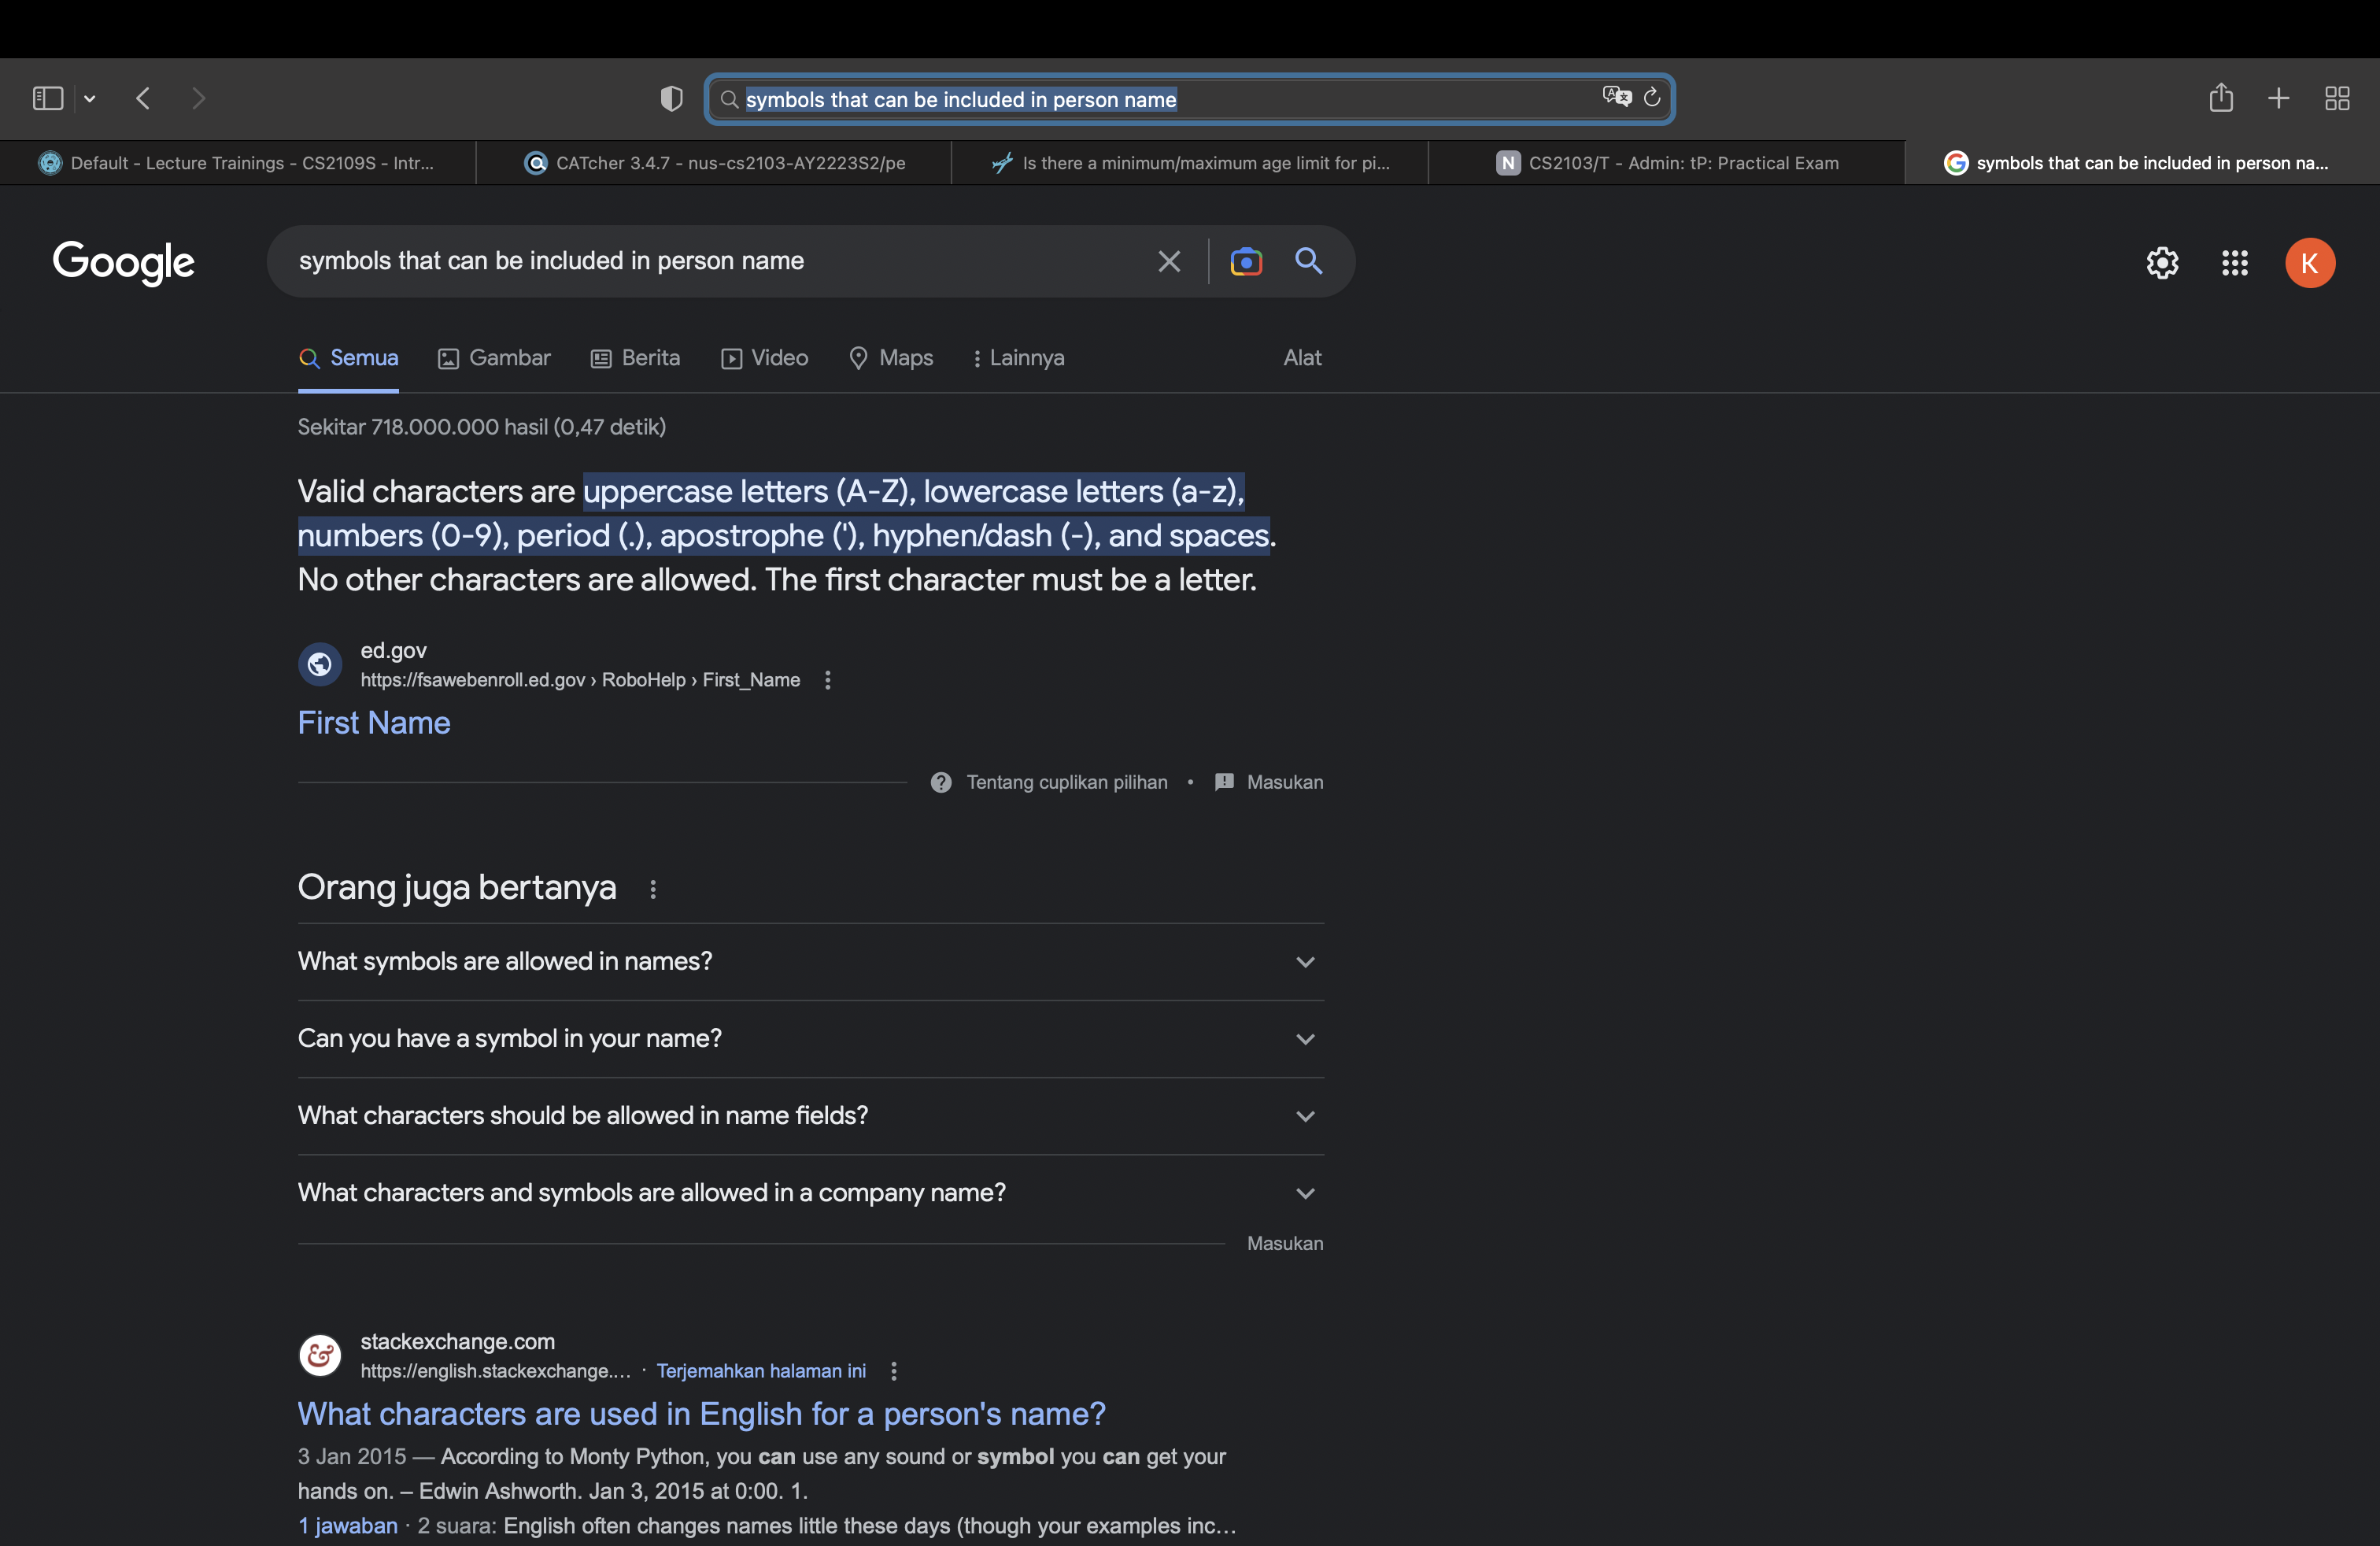 symbols that can be included in person name
Default - Lecture Trainings - CS2109S - Intr...
CATcher 3.4.7 - nus-cs2103-AY2223S2/pe
Is there a minimum/maximum age limit for pi...
N CS2103/T - Admin: tP: Practical Exam
G symbols that can be included in person na...
Google
symbols that can be included in person name
K
Semua Gambar Berita Video Maps Lainnya Alat
Sekitar 718.000.000 hasil (0,47 detik)
Valid characters are uppercase letters (A-Z), lowercase letters (a-z),
numbers (0-9), period (.), apostrophe ('), hyphen/dash (-), and spaces.
No other characters are allowed. The first character must be a letter.
ed.gov
https://fsawebenroll.ed.gov › RoboHelp › First_Name
First Name
Tentang cuplikan pilihan • Masukan
Orang juga bertanya
What symbols are allowed in names?
Can you have a symbol in your name?
What characters should be allowed in name fields?
What characters and symbols are allowed in a company name?
Masukan
&
stackexchange.com
https://english.stackexchange.... · Terjemahkan halaman ini
What characters are used in English for a person's name?
3 Jan 2015 — According to Monty Python, you can use any sound or symbol you can get your
hands on. – Edwin Ashworth. Jan 3, 2015 at 0:00. 1.
1 jawaban · 2 suara: English often changes names little these days (though your examples inc...